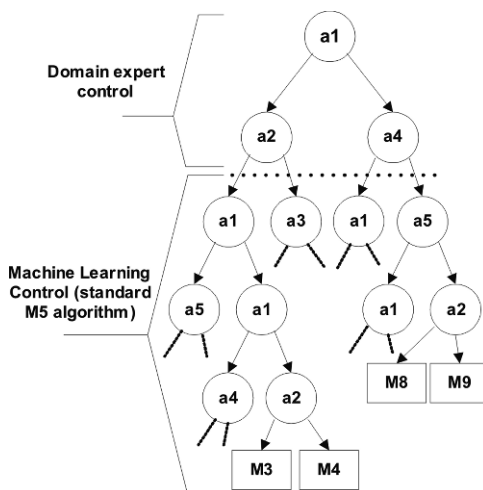 a1
Domain expert
control
a2
a4
a1
a3
a1
a5
Machine Learning
Control (standard
M5 algorithm)
a5
a1
a1
a2
M8
M9
a4
a2
M3
M4